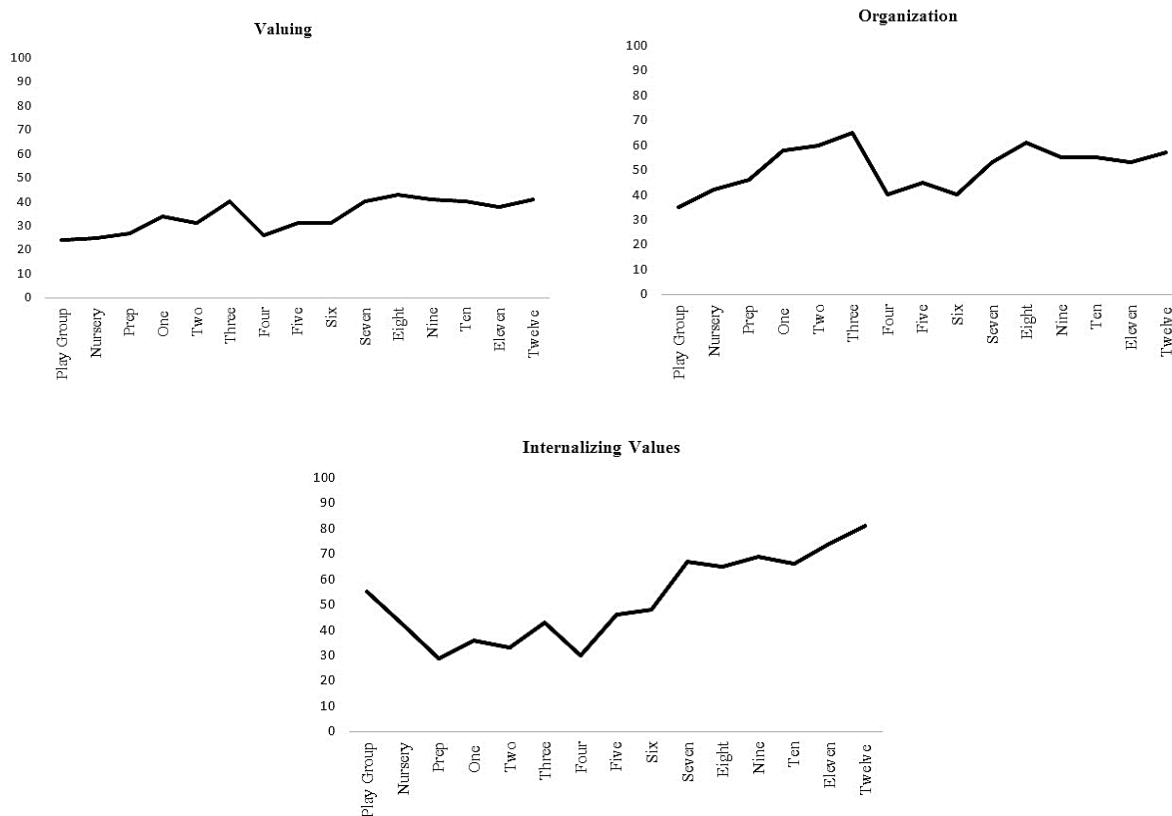 Valuing
100
90
80
70
60
50
40
30
20
10
0
Play Group
Nursery
Prep
One
Two
Three
Four
Five
Six
Seven
Eight
Nine
Ten
Eleven
Twelve
Organization
100
90
80
70
60
50
40
30
20
10
0
Play Group
Nursery
Prep
One
Two
Three
Four
Five
Six
Seven
Eight
Nine
Ten
Eleven
Twelve
Internalizing Values
100
90
80
70
60
50
40
30
20
10
0
Play Group
Nursery
Prep
One
Two
Three
Four
Five
Six
Seven
Eight
Nine
Ten
Eleven
Twelve